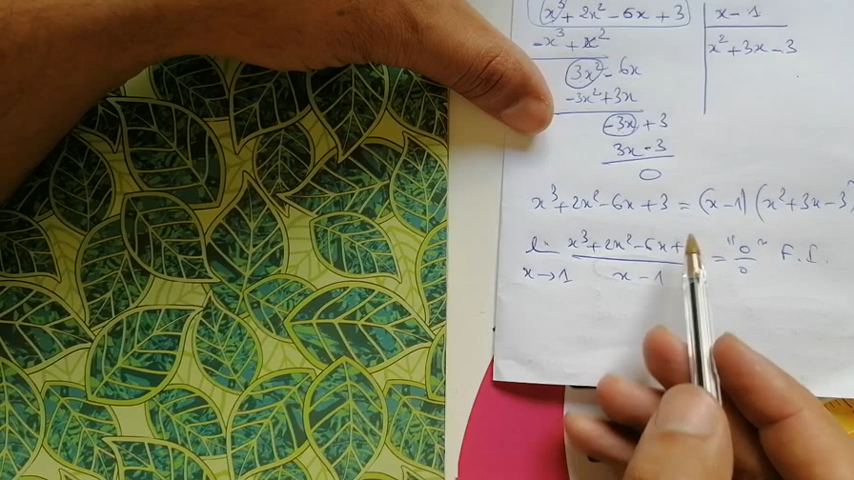 x³ + 2x² - 6x + 3 | x - 1
-x³ + x² | x² + 3x - 3
3x² - 6x
-3x² + 3x
-3x + 3
3x - 3
0
x³ + 2x² - 6x + 3 = (x - 1) (x² + 3x - 3
lim x³ + 2x² - 6x + = "0" F.I.
x → 1 x - 1 0